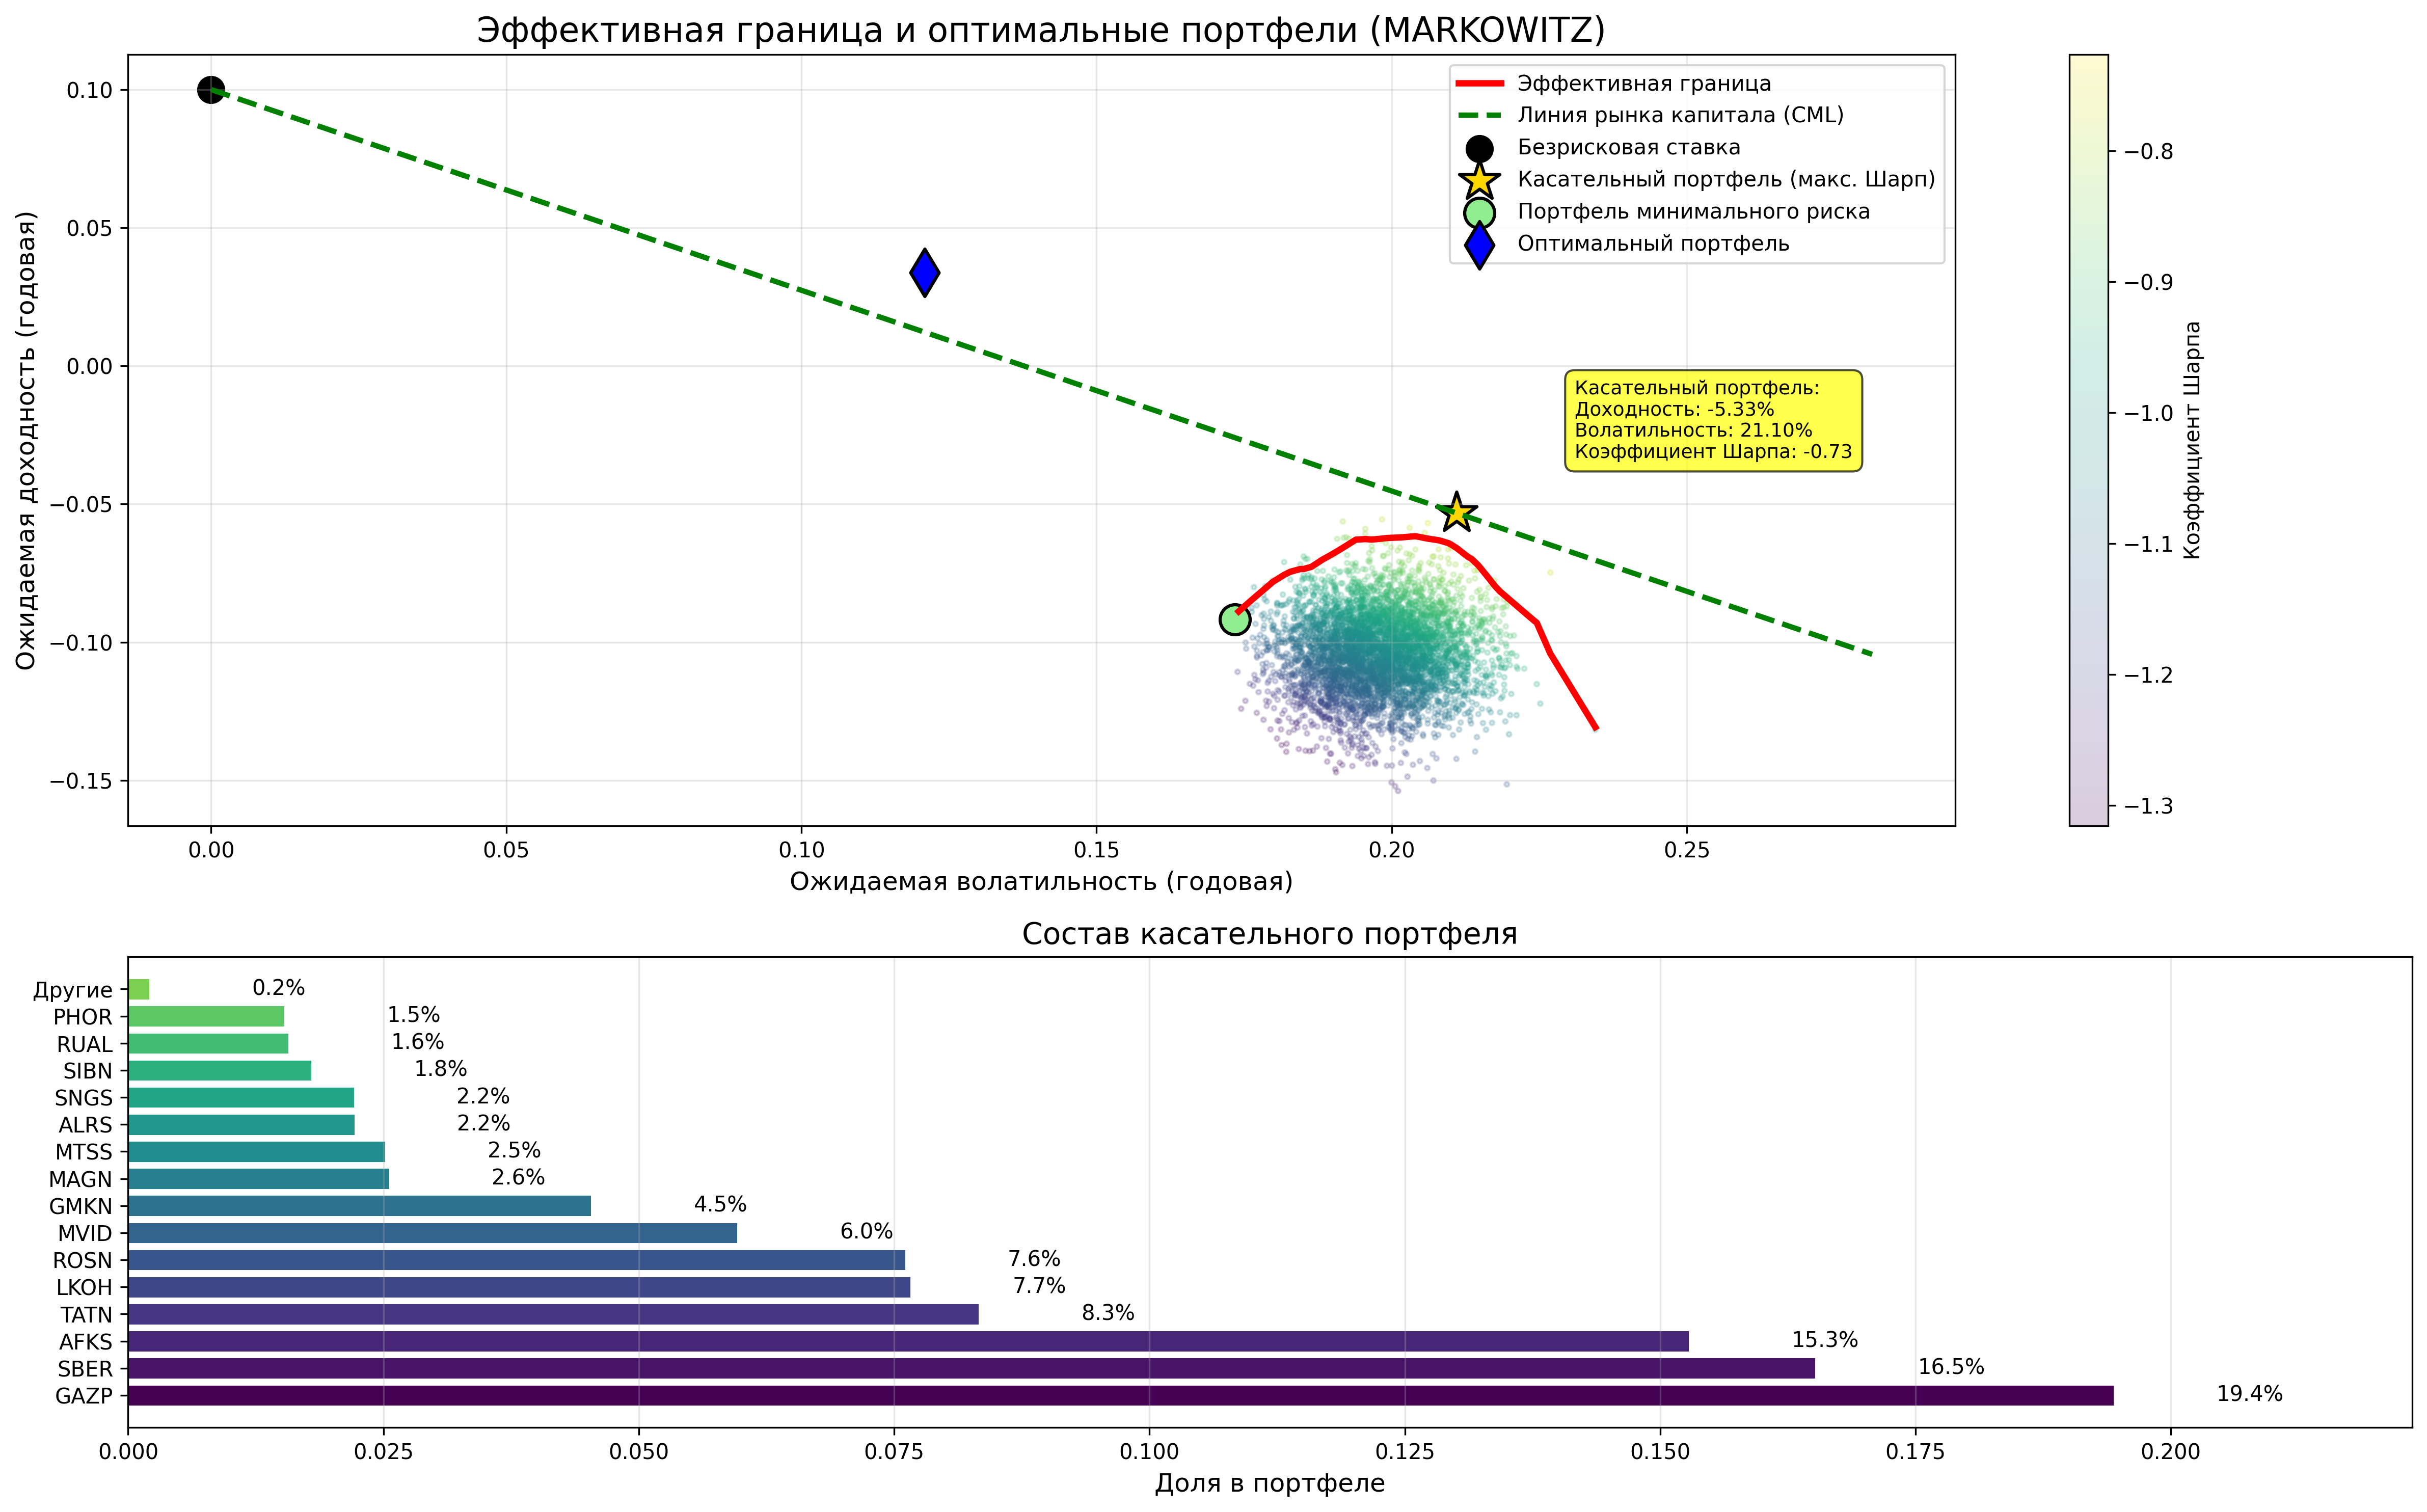 Эффективная граница и оптимальные портфели (MARKOWITZ)
Ожидаемая доходность (годовая)
0.10
0.05
0.00
−0.05
−0.10
−0.15
Эффективная граница
Линия рынка капитала (CML)
Безрисковая ставка
Касательный портфель (макс. Шарп)
Портфель минимального риска
Оптимальный портфель
Касательный портфель:
Доходность: -5.33%
Волатильность: 21.10%
Коэффициент Шарпа: -0.73
0.00
0.05
0.10
0.15
0.20
0.25
Ожидаемая волатильность (годовая)
−0.8
−0.9
−1.0
−1.1
−1.2
−1.3
Коэффициент Шарпа
Состав касательного портфеля
Другие 0.2%
PHOR 1.5%
RUAL 1.6%
SIBN 1.8%
SNGS 2.2%
ALRS 2.2%
MTSS 2.5%
MAGN 2.6%
GMKN 4.5%
MVID 6.0%
ROSN 7.6%
LKOH 7.7%
TATN 8.3%
AFKS 15.3%
SBER 16.5%
GAZP 19.4%
0.000
0.025
0.050
0.075
0.100
0.125
0.150
0.175
0.200
Доля в портфеле